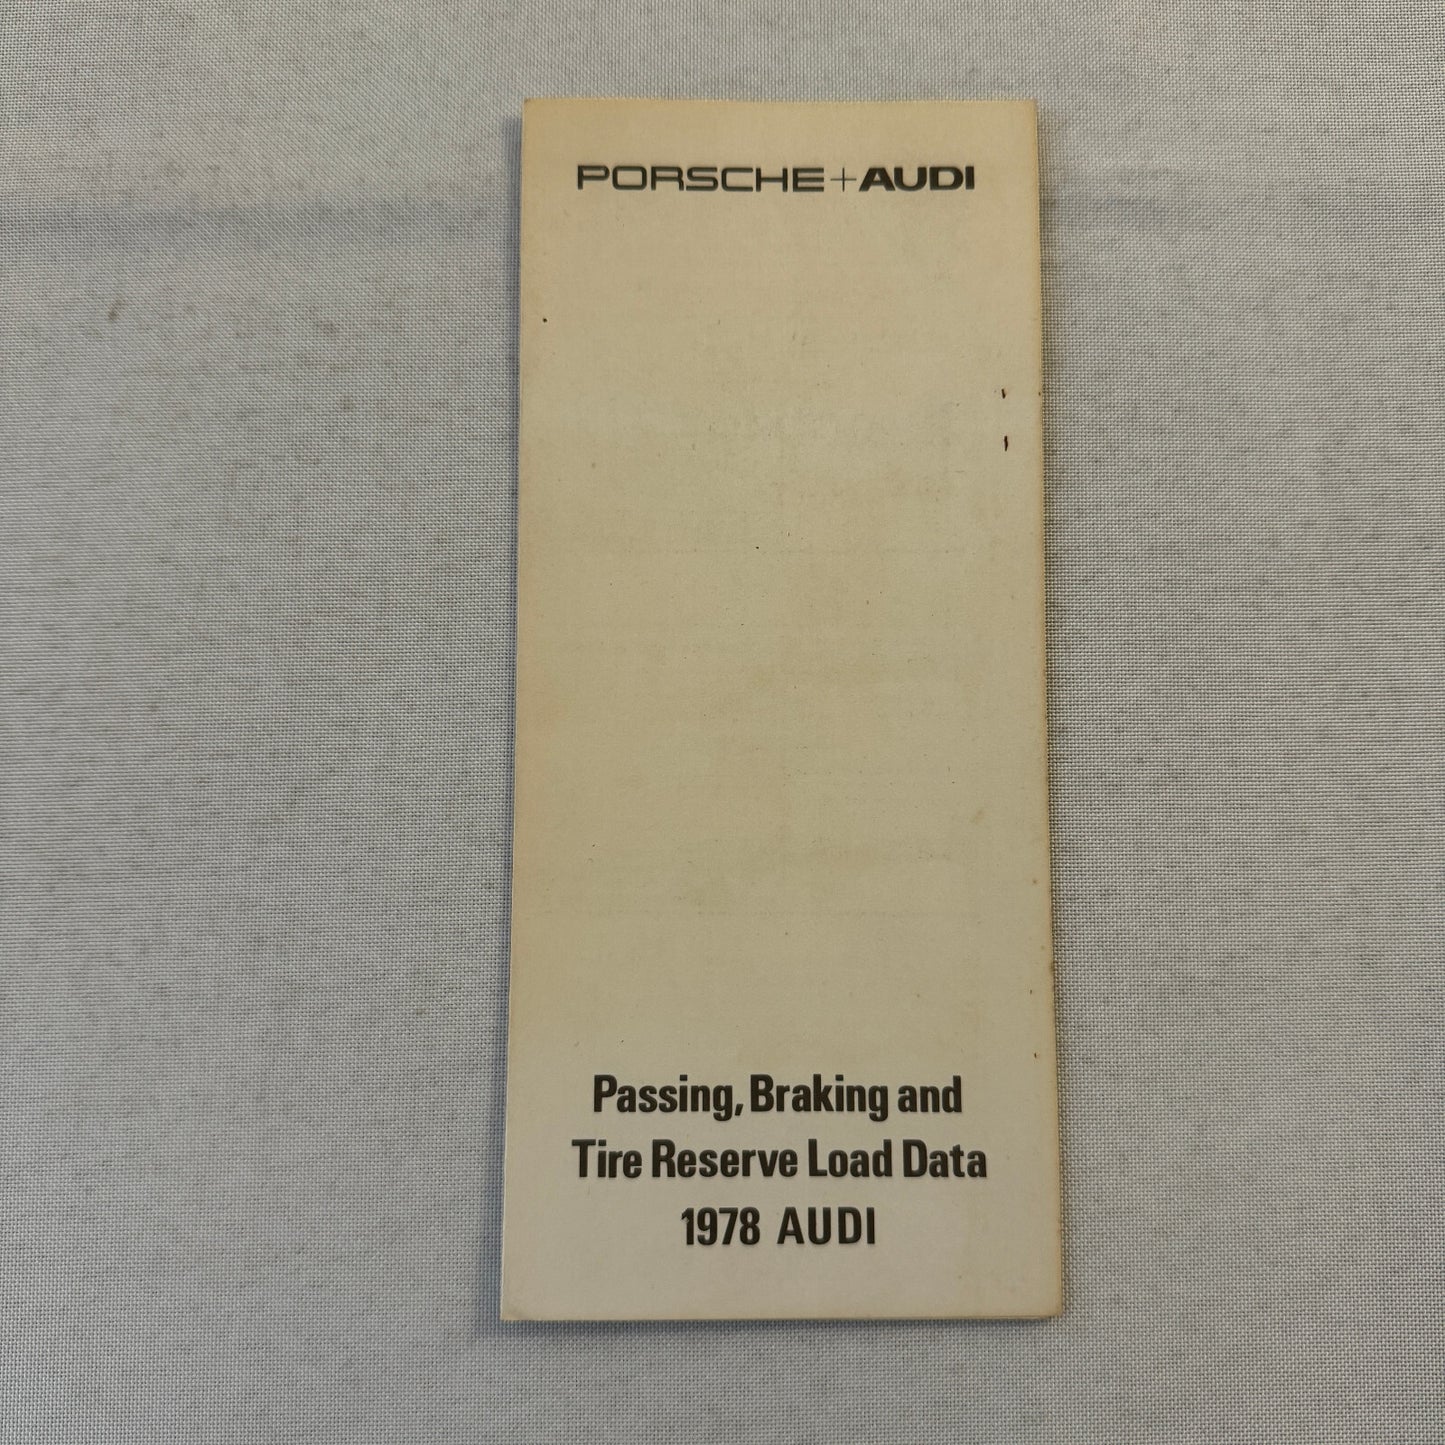 PORSCHE+AUDI
Passing, Braking and
Tire Reserve Load Data
1978 AUDI